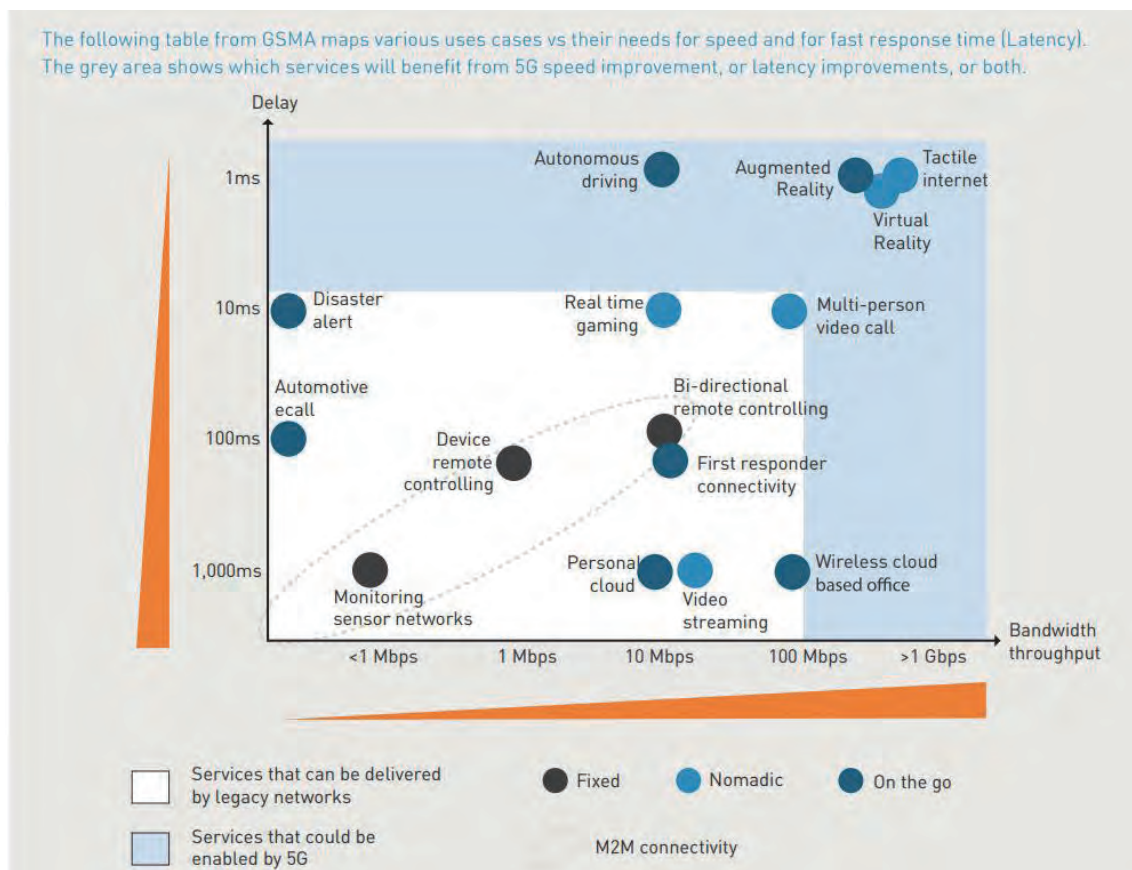 The following table from GSMA maps various uses cases vs their needs for speed and for fast response time (Latency).
The grey area shows which services will benefit from 5G speed improvement, or latency improvements, or both.
Delay
1ms
Autonomous
driving
Augmented
Reality
Tactile
internet
Virtual
Reality
10ms
Disaster
alert
Real time
gaming
Multi-person
video call
Automotive
ecall
Bi-directional
remote controlling
100ms
Device
remote
controlling
First responder
connectivity
1,000ms
Monitoring
sensor networks
Personal
cloud
Video
streaming
Wireless cloud
based office
Bandwidth
throughput
<1 Mbps
1 Mbps
10 Mbps
100 Mbps
>1 Gbps
Services that can be delivered
by legacy networks
Fixed
Nomadic
On the go
Services that could be
enabled by 5G
M2M connectivity